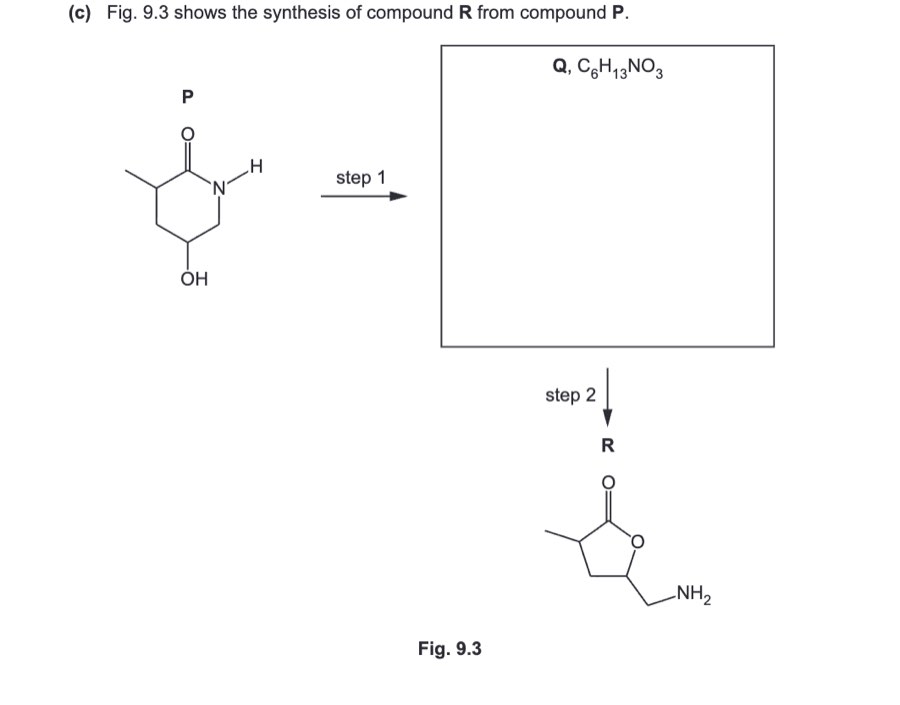 (c) Fig. 9.3 shows the synthesis of compound R from compound P.
Q, C₆H₁₃NO₃
P
O
H
N
step 1
OH
step 2
R
O
O
NH₂
Fig. 9.3